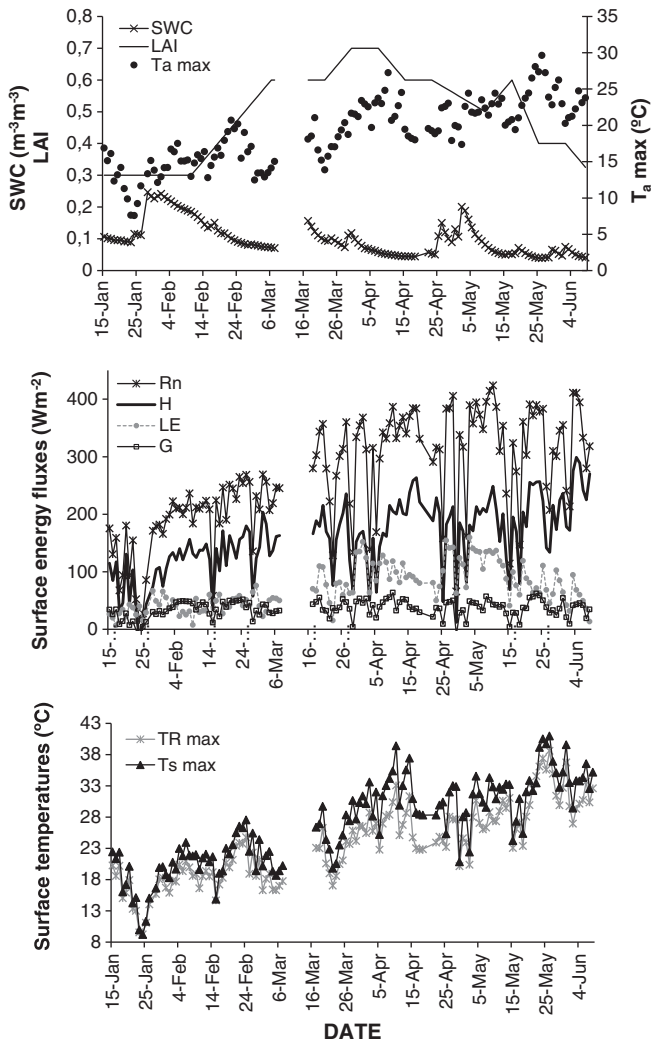 SWC
LAI
Ta max
SWC (m-3m-3)
LAI
0,8
0,7
0,6
0,5
0,4
0,3
0,2
0,1
0
35
30
25
20
15
10
5
0
Ta max (ºC)
15-Jan
25-Jan
4-Feb
14-Feb
24-Feb
6-Mar
16-Mar
26-Mar
5-Apr
15-Apr
25-Apr
5-May
15-May
25-May
4-Jun
Rn
H
LE
G
Surface energy fluxes (Wm-2)
400
300
200
100
0
15-
25-
4-Feb
14-
24-
6-Mar
16-
26-
5-Apr
15-Apr
25-Apr
5-May
15-
25-
4-Jun
TR max
Ts max
Surface temperatures (°C)
43
38
33
28
23
18
13
8
15-Jan
25-Jan
4-Feb
14-Feb
24-Feb
6-Mar
16-Mar
26-Mar
5-Apr
15-Apr
25-Apr
5-May
15-May
25-May
4-Jun
DATE